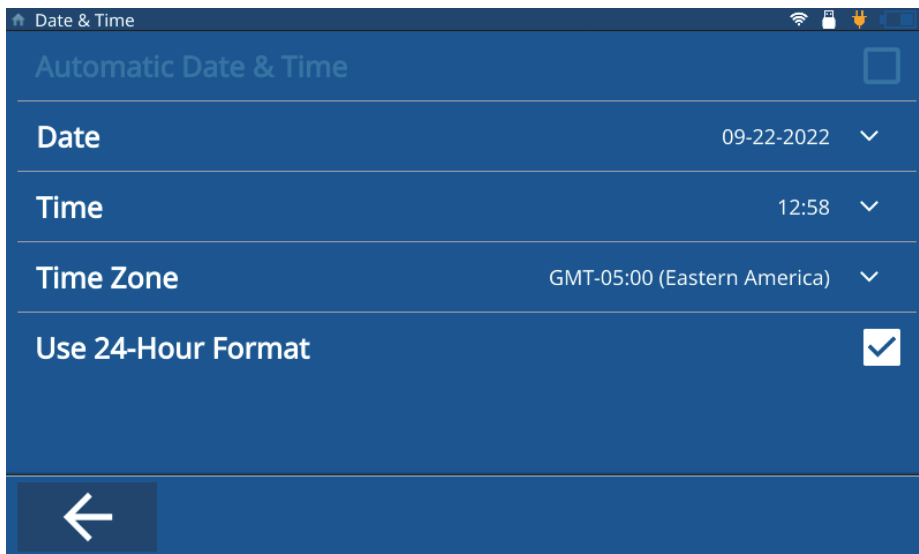 Date & Time
Automatic Date & Time
Date 09-22-2022
Time 12:58
Time Zone GMT-05:00 (Eastern America)
Use 24-Hour Format